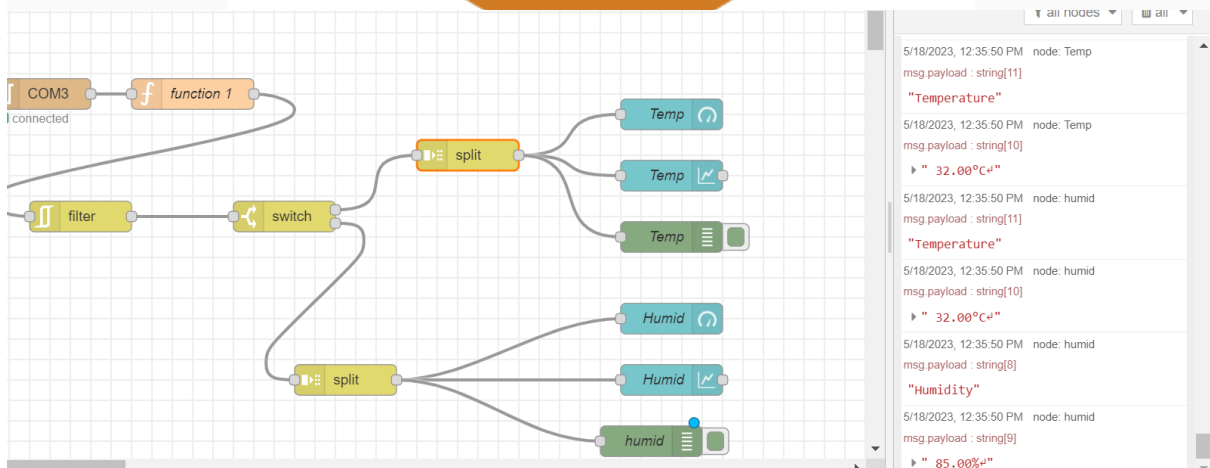 all nodes
all
COM3
function 1
connected
filter
switch
split
Temp
Temp
Temp
split
Humid
Humid
humid
5/18/2023, 12:35:50 PM node: Temp
msg.payload : string[11]
"Temperature"
5/18/2023, 12:35:50 PM node: Temp
msg.payload : string[10]
" 32.00°C↵"
5/18/2023, 12:35:50 PM node: humid
msg.payload : string[11]
"Temperature"
5/18/2023, 12:35:50 PM node: humid
msg.payload : string[10]
" 32.00°C↵"
5/18/2023, 12:35:50 PM node: humid
msg.payload : string[8]
"Humidity"
5/18/2023, 12:35:50 PM node: humid
msg.payload : string[9]
" 85.00%↵"